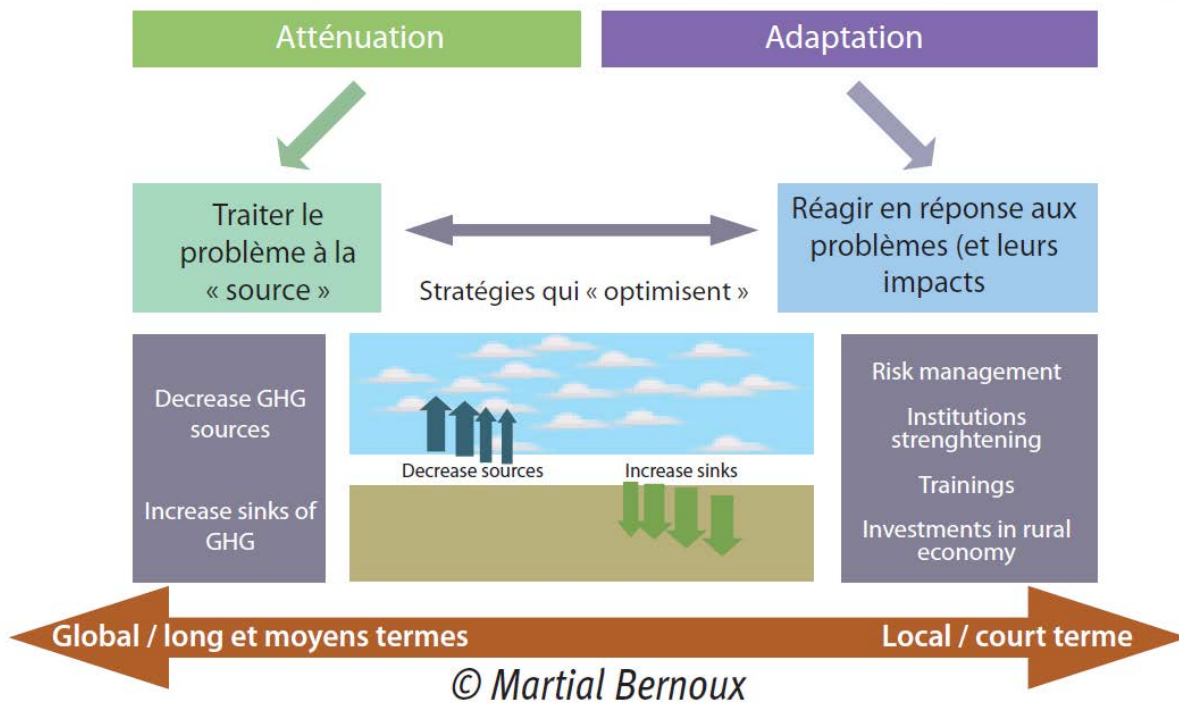 Atténuation
Adaptation
Traiter le
problème à la
« source »
Réagir en réponse aux
problèmes (et leurs
impacts
Stratégies qui « optimisent »
Decrease GHG
sources
Increase sinks of
GHG
Decrease sources
Increase sinks
Risk management
Institutions
strenghtening
Trainings
Investments in rural
economy
Global / long et moyens termes
Local / court terme
© Martial Bernoux